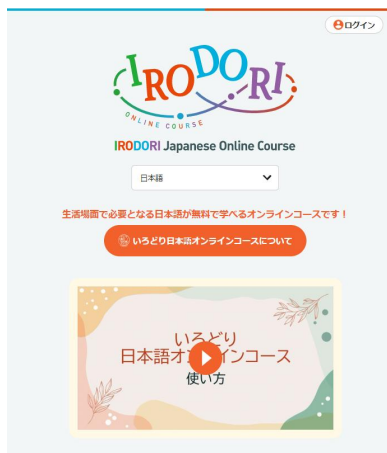 ログイン
IRODORI
ONLINE COURSE
IRODORI Japanese Online Course
日本語
生活場面で必要となる日本語が無料で学べるオンラインコースです！
いろどり日本語オンラインコースについて
いろどり
日本語オンラインコース
使い方